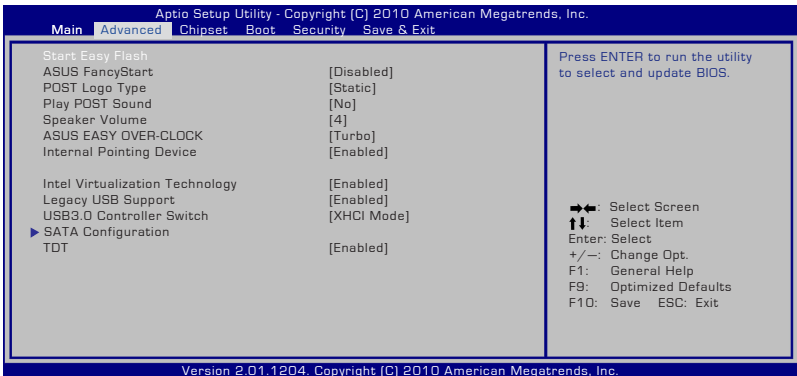 Aptio Setup Utility - Copyright (C) 2010 American Megatrends, Inc.
Main Advanced Chipset Boot Security Save & Exit
Start Easy Flash
ASUS FancyStart [Disabled]
POST Logo Type [Static]
Play POST Sound [No]
Speaker Volume [4]
ASUS EASY OVER-CLOCK [Turbo]
Internal Pointing Device [Enabled]
Intel Virtualization Technology [Enabled]
Legacy USB Support [Enabled]
USB3.0 Controller Switch [XHCI Mode]
SATA Configuration
TDT [Enabled]
Press ENTER to run the utility
to select and update BIOS.
→←: Select Screen
↑↓: Select Item
Enter: Select
+/—: Change Opt.
F1: General Help
F9: Optimized Defaults
F10: Save ESC: Exit
Version 2.01.1204. Copyright (C) 2010 American Megatrends, Inc.